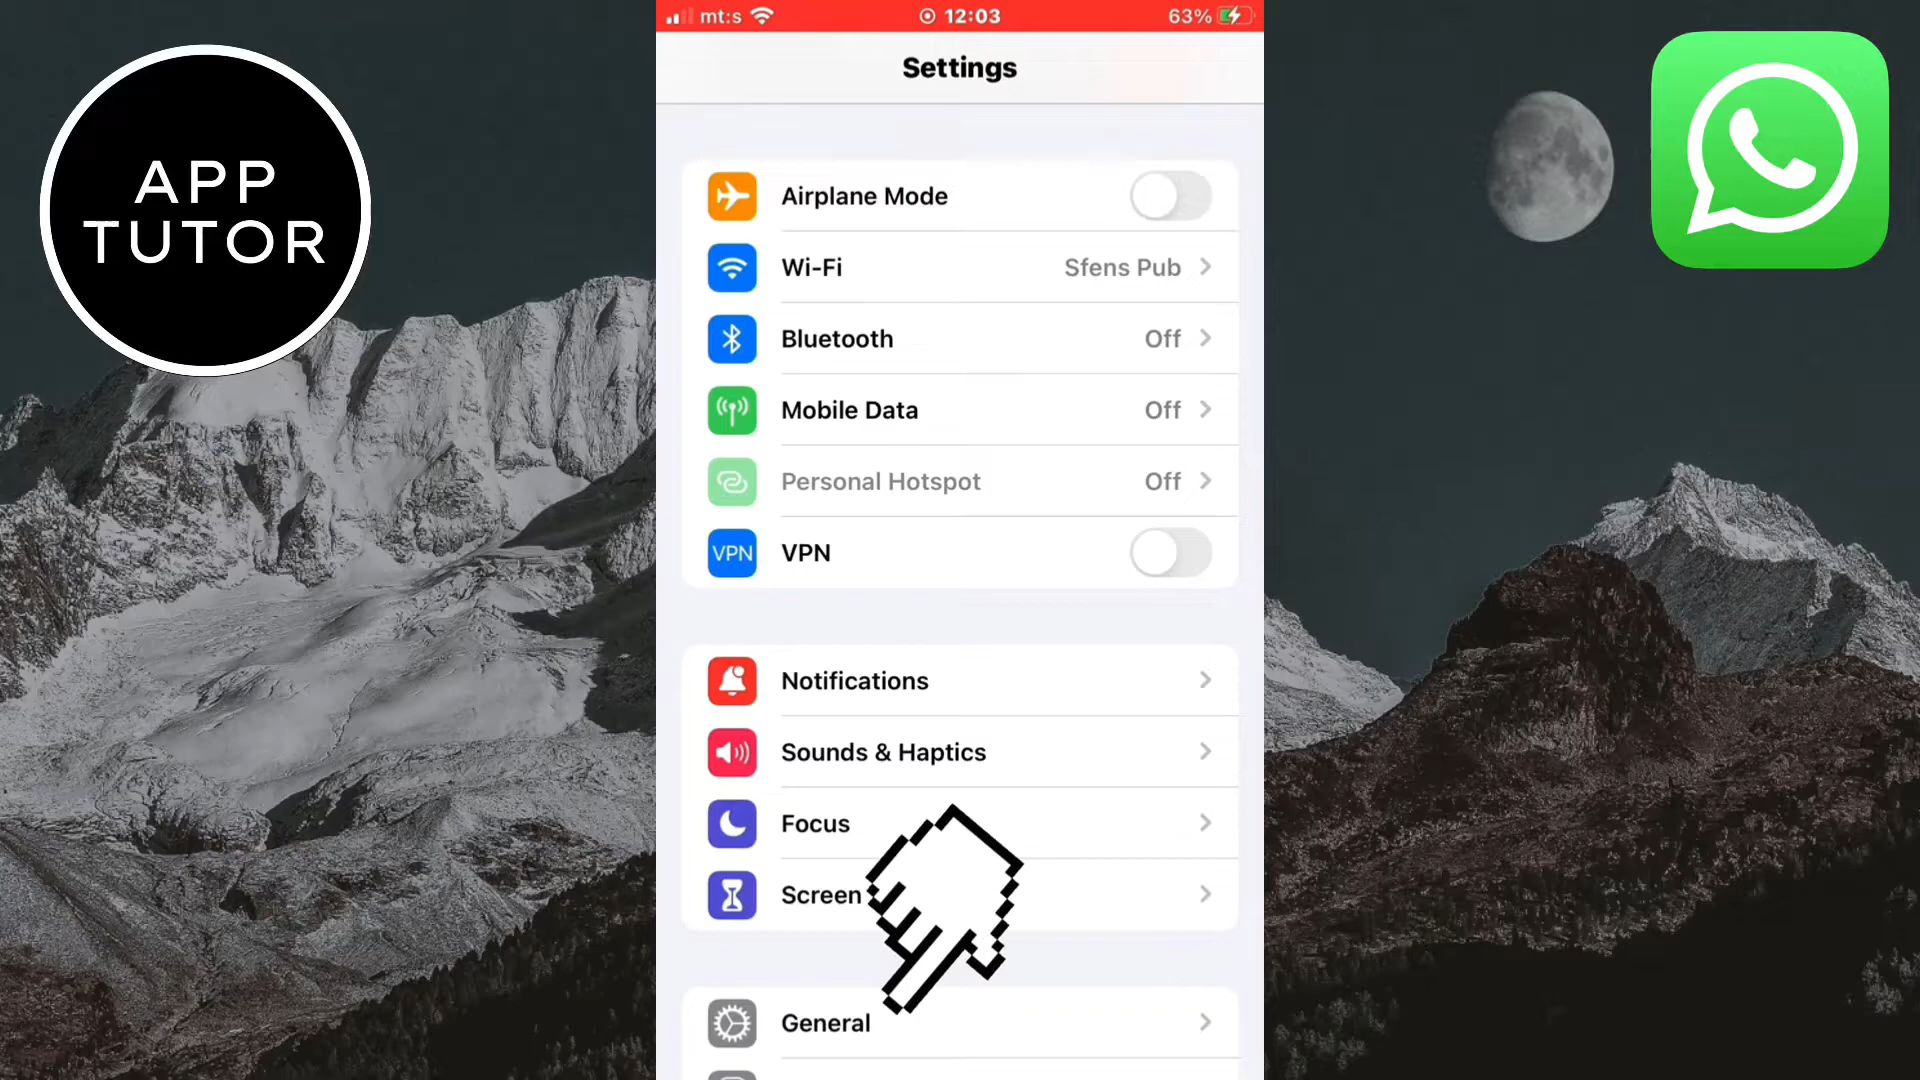 APP
TUTOR
mt:s 12:03 63%
Settings
Airplane Mode
Wi-Fi Sfens Pub
Bluetooth Off
Mobile Data Off
Personal Hotspot Off
VPN VPN
Notifications
Sounds & Haptics
Focus
Screen
General